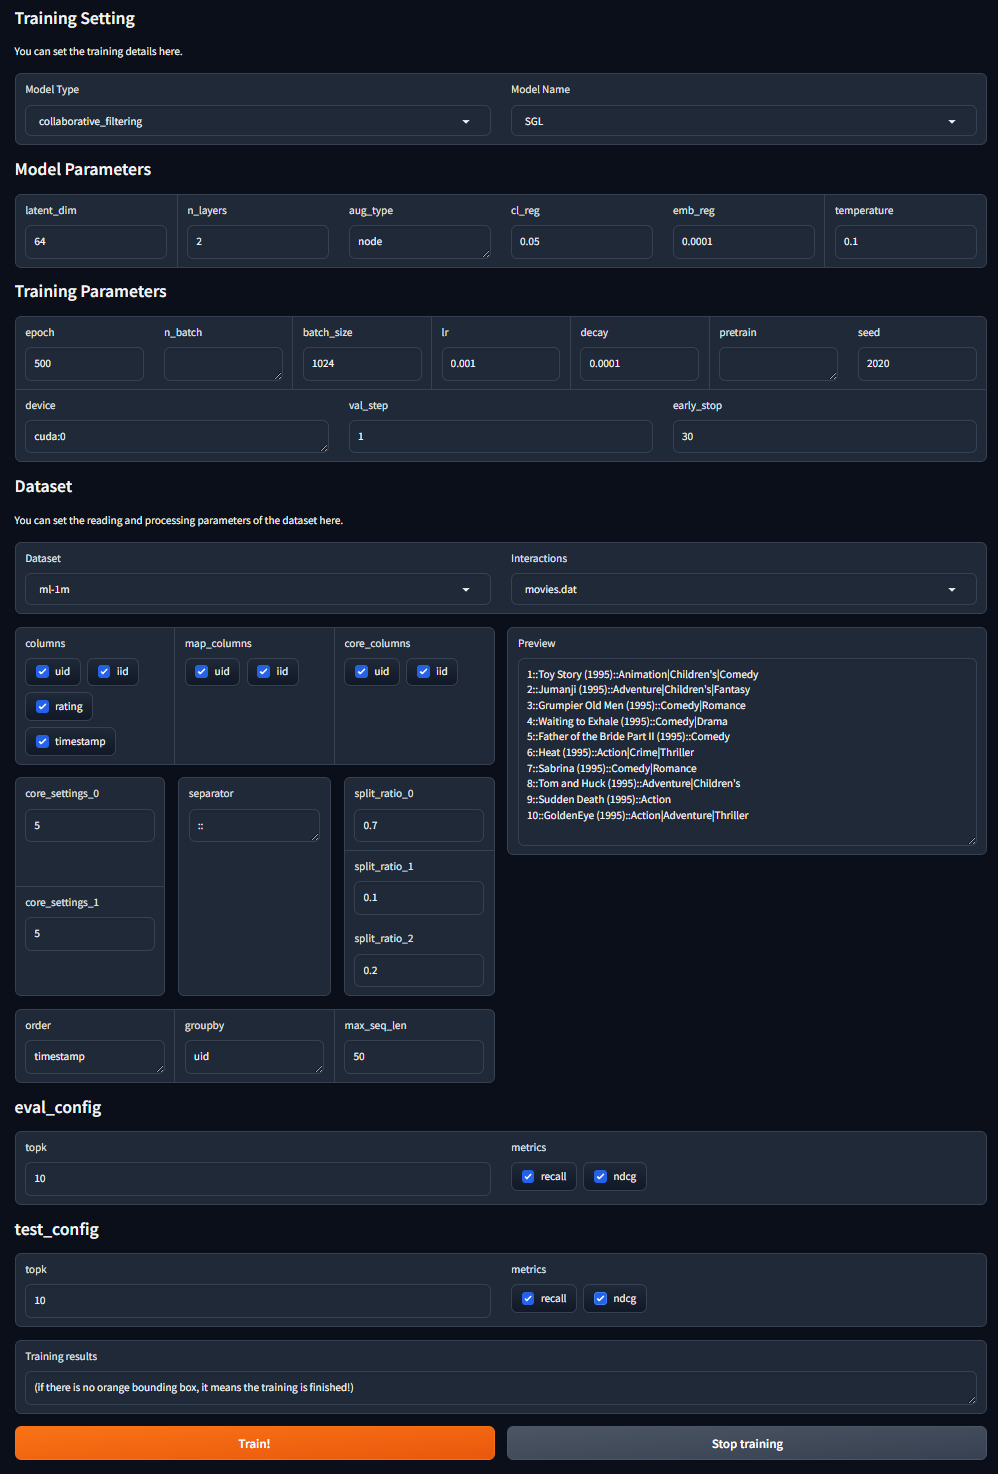 Training Setting
You can set the training details here.
Model Type Model Name
collaborative_filtering SGL
Model Parameters
latent_dim n_layers aug_type cl_reg emb_reg temperature
64 2 node 0.05 0.0001 0.1
Training Parameters
epoch n_batch batch_size lr decay pretrain seed
500 1024 0.001 0.0001 2020
device val_step early_stop
cuda:0 1 30
Dataset
You can set the reading and processing parameters of the dataset here.
Dataset Interactions
ml-1m movies.dat
columns map_columns core_columns
uid iid uid iid uid iid
rating
timestamp
Preview
1::Toy Story (1995)::Animation|Children's|Comedy
2::Jumanji (1995)::Adventure|Children's|Fantasy
3::Grumpier Old Men (1995)::Comedy|Romance
4::Waiting to Exhale (1995)::Comedy|Drama
5::Father of the Bride Part II (1995)::Comedy
6::Heat (1995)::Action|Crime|Thriller
7::Sabrina (1995)::Comedy|Romance
8::Tom and Huck (1995)::Adventure|Children's
9::Sudden Death (1995)::Action
10::GoldenEye (1995)::Action|Adventure|Thriller
core_settings_0 separator split_ratio_0
5 :: 0.7
split_ratio_1
0.1
core_settings_1
5
split_ratio_2
0.2
order groupby max_seq_len
timestamp uid 50
eval_config
topk metrics
10 recall ndcg
test_config
topk metrics
10 recall ndcg
Training results
(if there is no orange bounding box, it means the training is finished!)
Train! Stop training